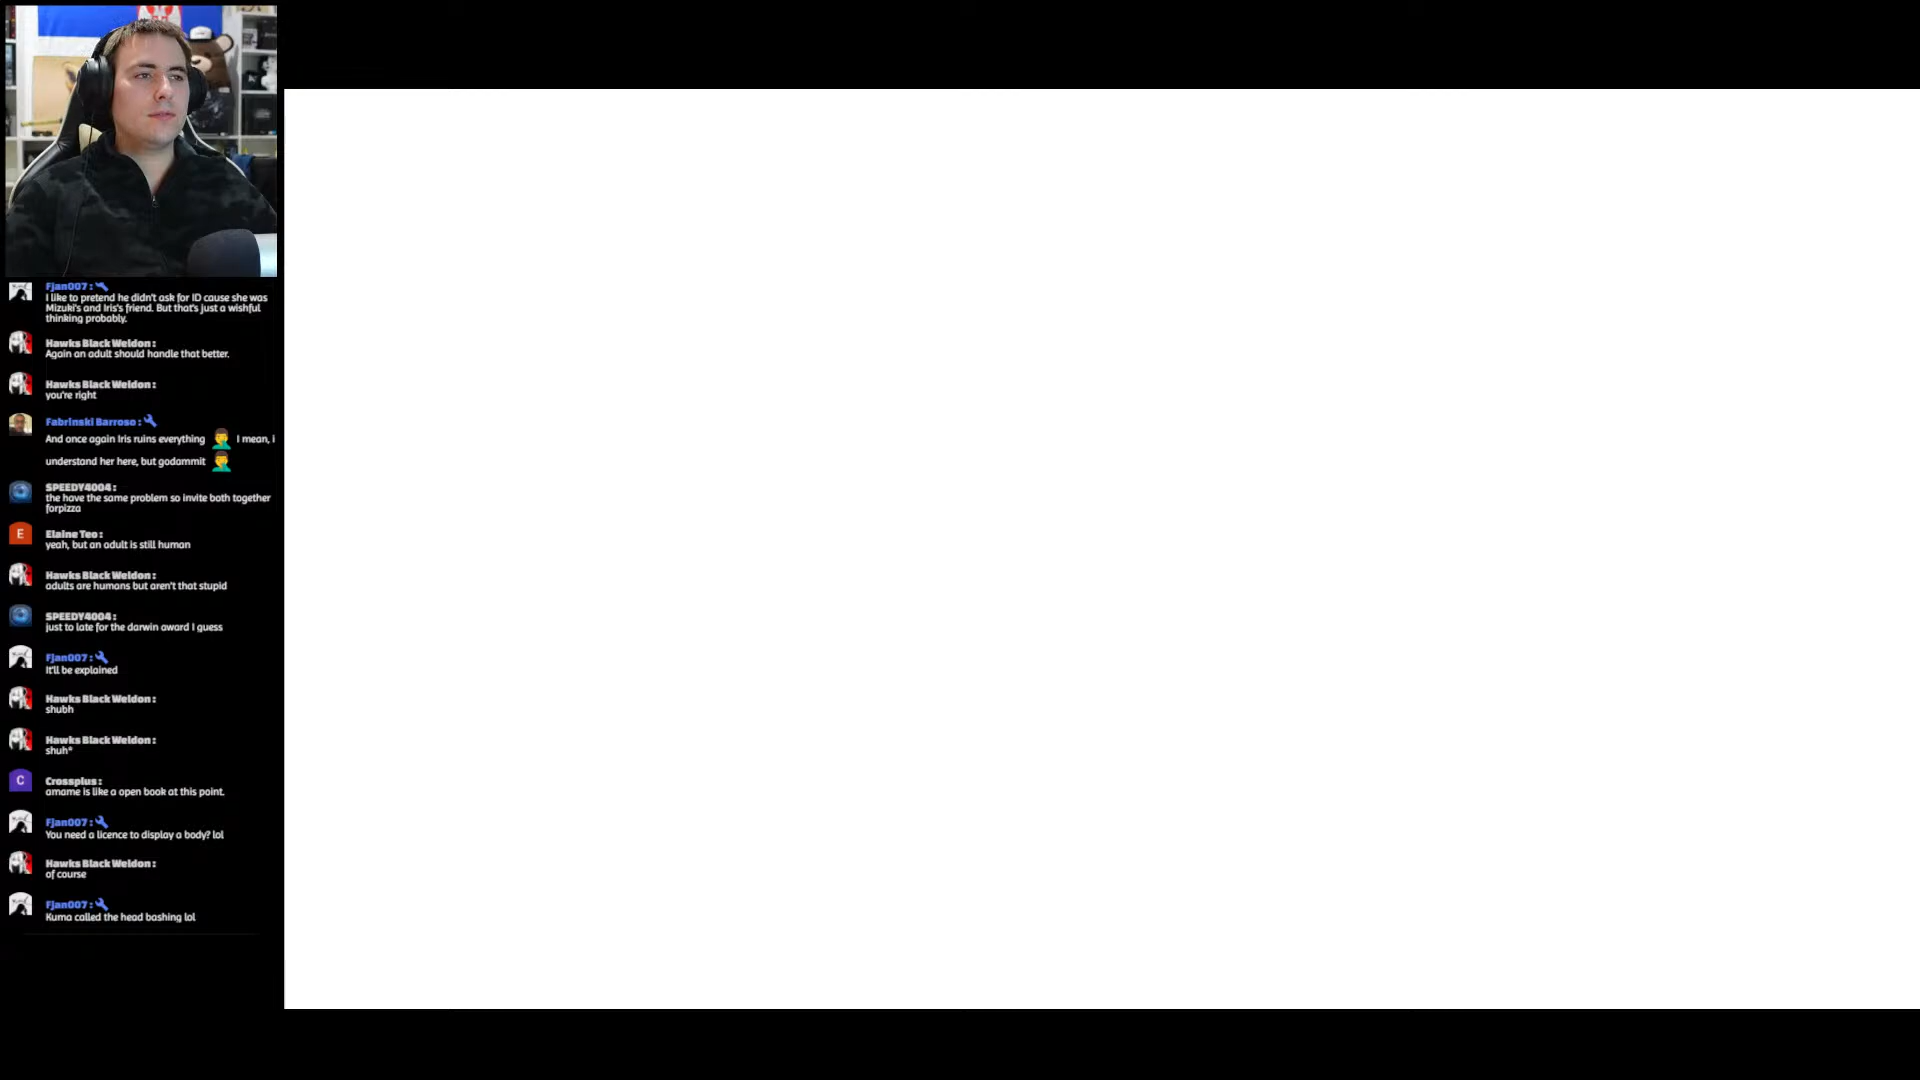 Fjan007 :
I like to pretend he didn't ask for ID cause she was
Mizuki's and Iris's friend. But that's just a wishful
thinking probably.
Hawks Black Weldon :
Again an adult should handle that better.
Hawks Black Weldon :
you're right
Fabrinski Barroso :
And once again Iris ruins everything 🤦‍♂️ I mean, i
understand her here, but godammit 🤦‍♂️
SPEEDY4004 :
the have the same problem so invite both together
forpizza
E
Elaine Teo :
yeah, but an adult is still human
Hawks Black Weldon :
adults are humans but aren't that stupid
SPEEDY4004 :
just to late for the darwin award I guess
Fjan007 :
It'll be explained
Hawks Black Weldon :
shubh
Hawks Black Weldon :
shuh*
C
Crossplus :
amame is like a open book at this point.
Fjan007 :
You need a licence to display a body? lol
Hawks Black Weldon :
of course
Fjan007 :
Kuma called the head bashing lol